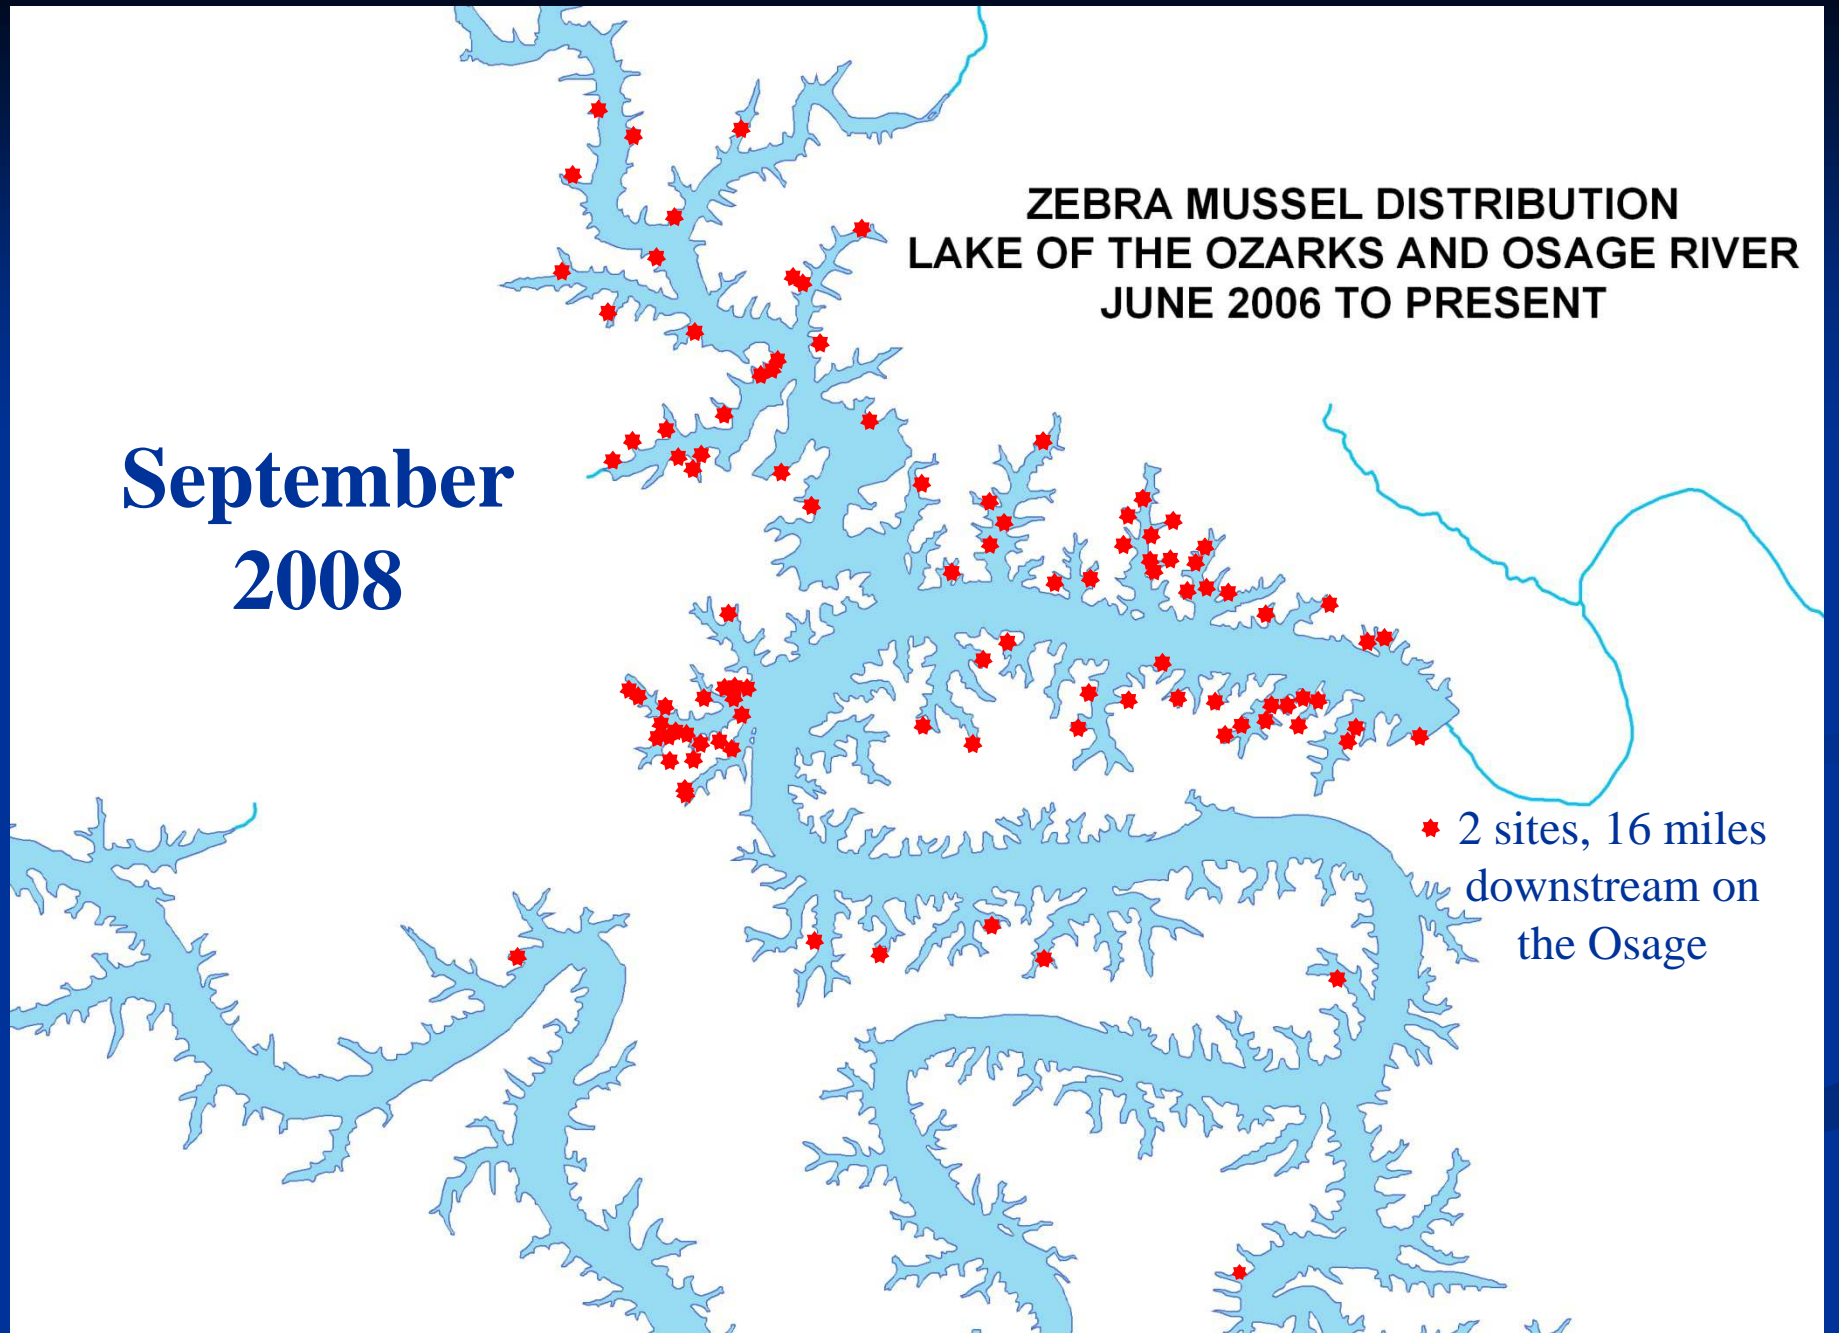 ZEBRA MUSSEL DISTRIBUTION
LAKE OF THE OZARKS AND OSAGE RIVER
JUNE 2006 TO PRESENT
September
2008
2 sites, 16 miles
downstream on
the Osage